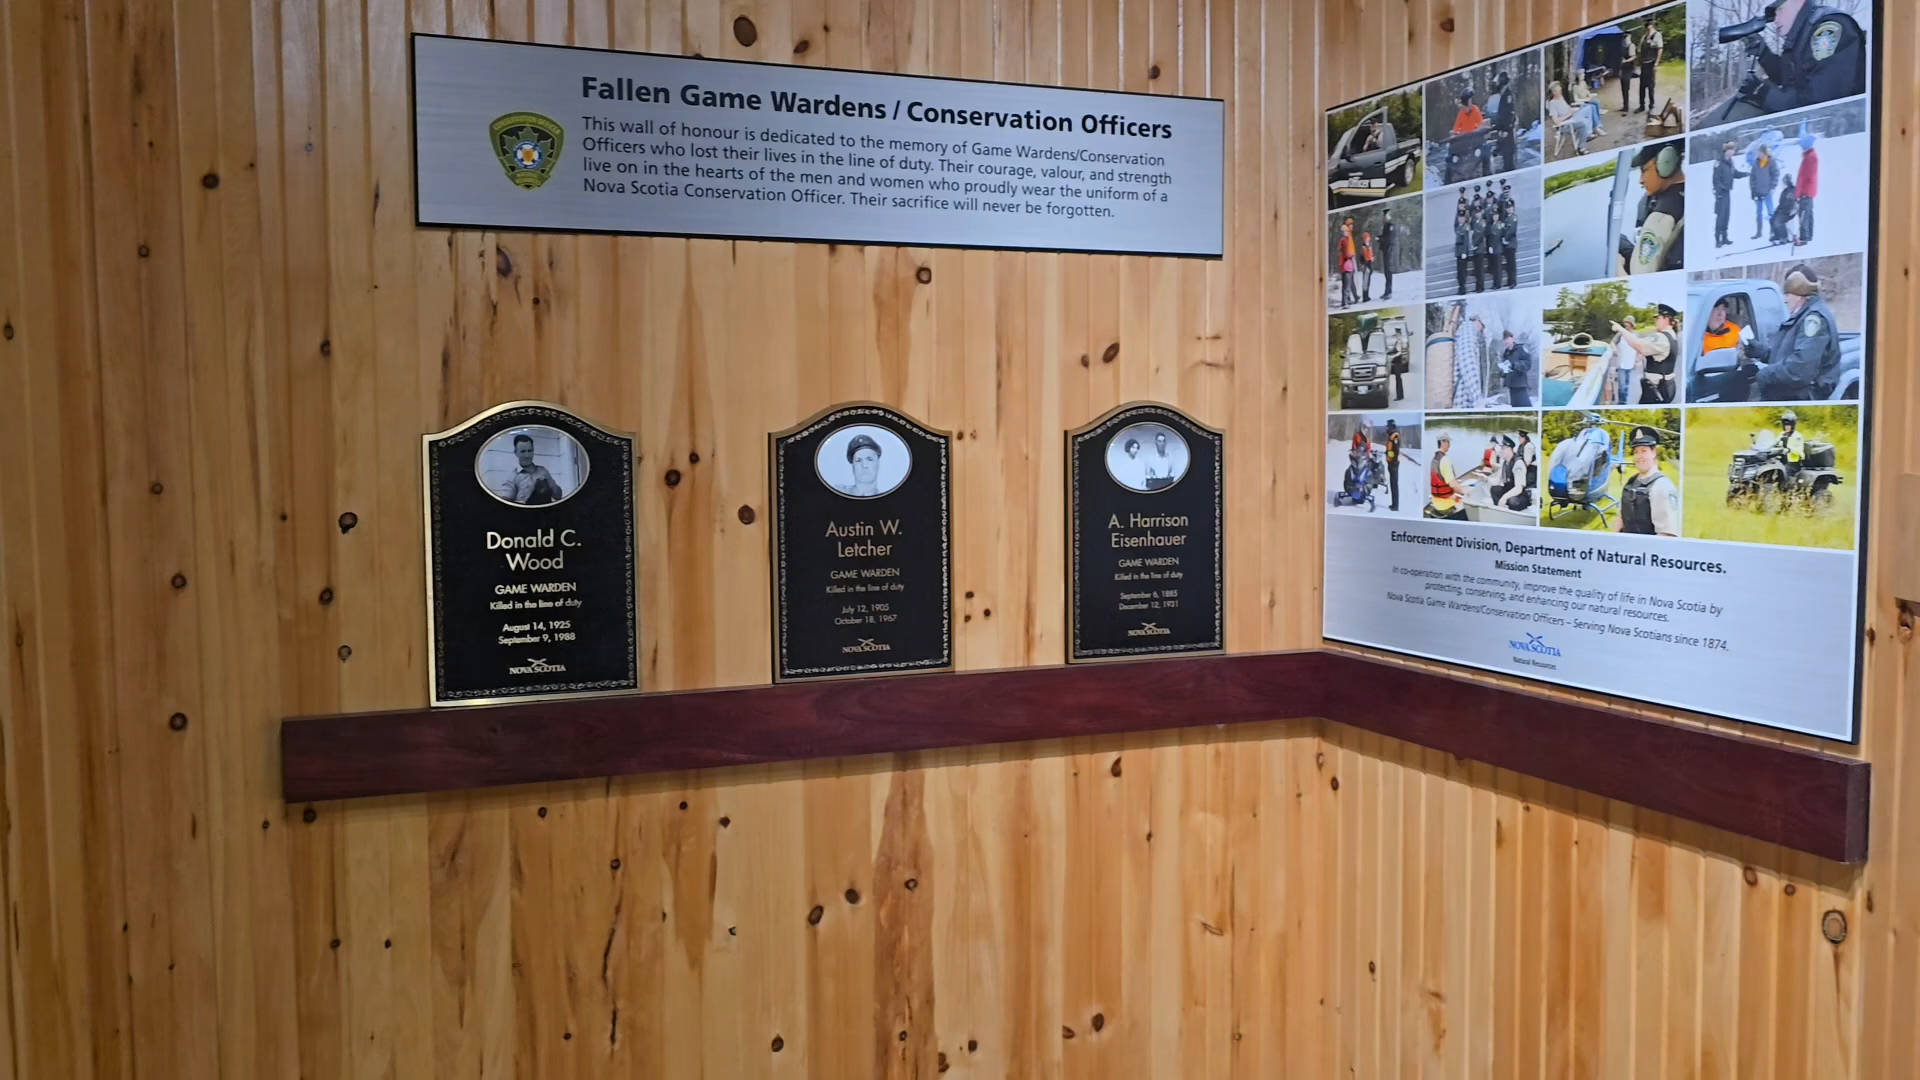 Fallen Game Wardens / Conservation Officers
This wall of honour is dedicated to the memory of Game Wardens/Conservation
Officers who lost their lives in the line of duty. Their courage, valour, and strength
live on in the hearts of the men and women who proudly wear the uniform of a
Nova Scotia Conservation Officer. Their sacrifice will never be forgotten.
CONSERVATION OFFICER
Donald C.
Wood
GAME WARDEN
Killed in the line of duty
August 14, 1925
September 9, 1988
NOVA SCOTIA
Austin W.
Letcher
GAME WARDEN
Killed in the line of duty
July 12, 1905
October 18, 1967
NOVA SCOTIA
A. Harrison
Eisenhauer
GAME WARDEN
Killed in the line of duty
September 6, 1885
December 12, 1931
NOVA SCOTIA
Enforcement Division, Department of Natural Resources.
Mission Statement
In co-operation with the community, improve the quality of life in Nova Scotia by
protecting, conserving, and enhancing our natural resources.
Nova Scotia Game Wardens/Conservation Officers – Serving Nova Scotians since 1874.
NOVA SCOTIA
Natural Resources